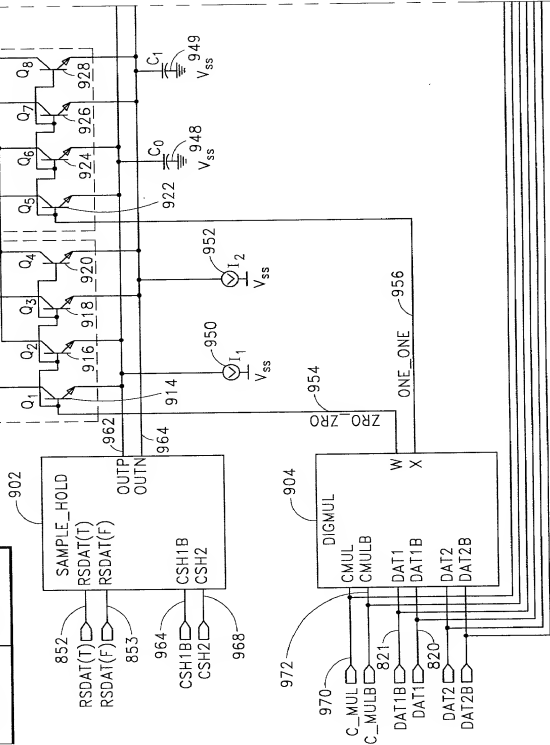 Q8
928
C1
949
VSS
Q7
926
Q6
924
C0
948
VSS
Q5
922
Q4
920
952
I2
VSS
Q3
918
Q2
916
950
I1
VSS
Q1
914
956
ONE_ONE
954
ZRO_ZRO
962
964
902
OUTP
OUTN
SAMPLE_HOLD
RSDAT(T)
RSDAT(F)
CSH1B
CSH2
852
RSDAT(T)
RSDAT(F)
853
964
CSH1B
CSH2
968
904
W
X
DIGMUL
CMUL
CMULB
DAT1
DAT1B
DAT2
DAT2B
972
970
C_MUL
C_MULB
821
DAT1B
DAT1
820
DAT2
DAT2B